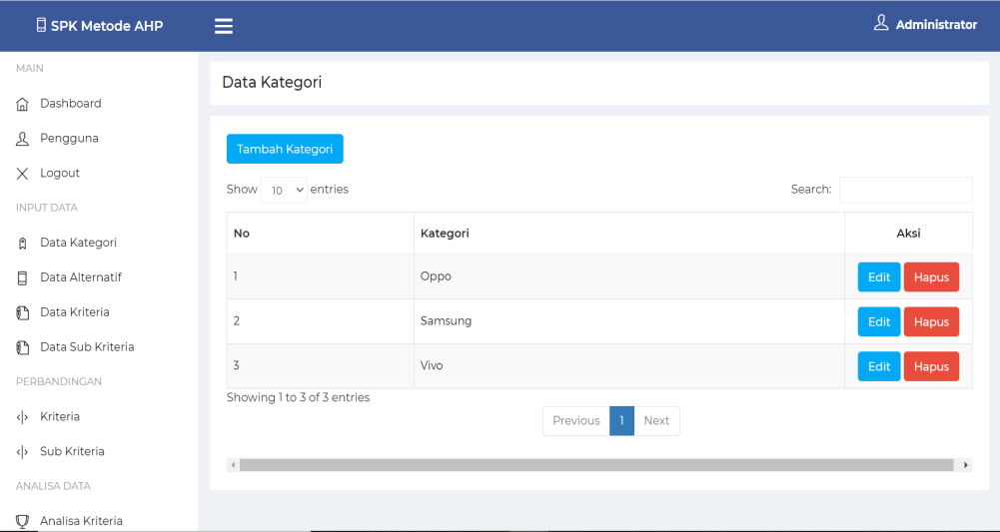 SPK Metode AHP
Administrator
MAIN
Dashboard
Pengguna
Logout
INPUT DATA
Data Kategori
Data Alternatif
Data Kriteria
Data Sub Kriteria
PERBANDINGAN
Kriteria
Sub Kriteria
ANALISA DATA
Analisa Kriteria
Data Kategori
Tambah Kategori
Show 10 entries
Search:
No Kategori Aksi
1 Oppo Edit Hapus
2 Samsung Edit Hapus
3 Vivo Edit Hapus
Showing 1 to 3 of 3 entries
Previous 1 Next